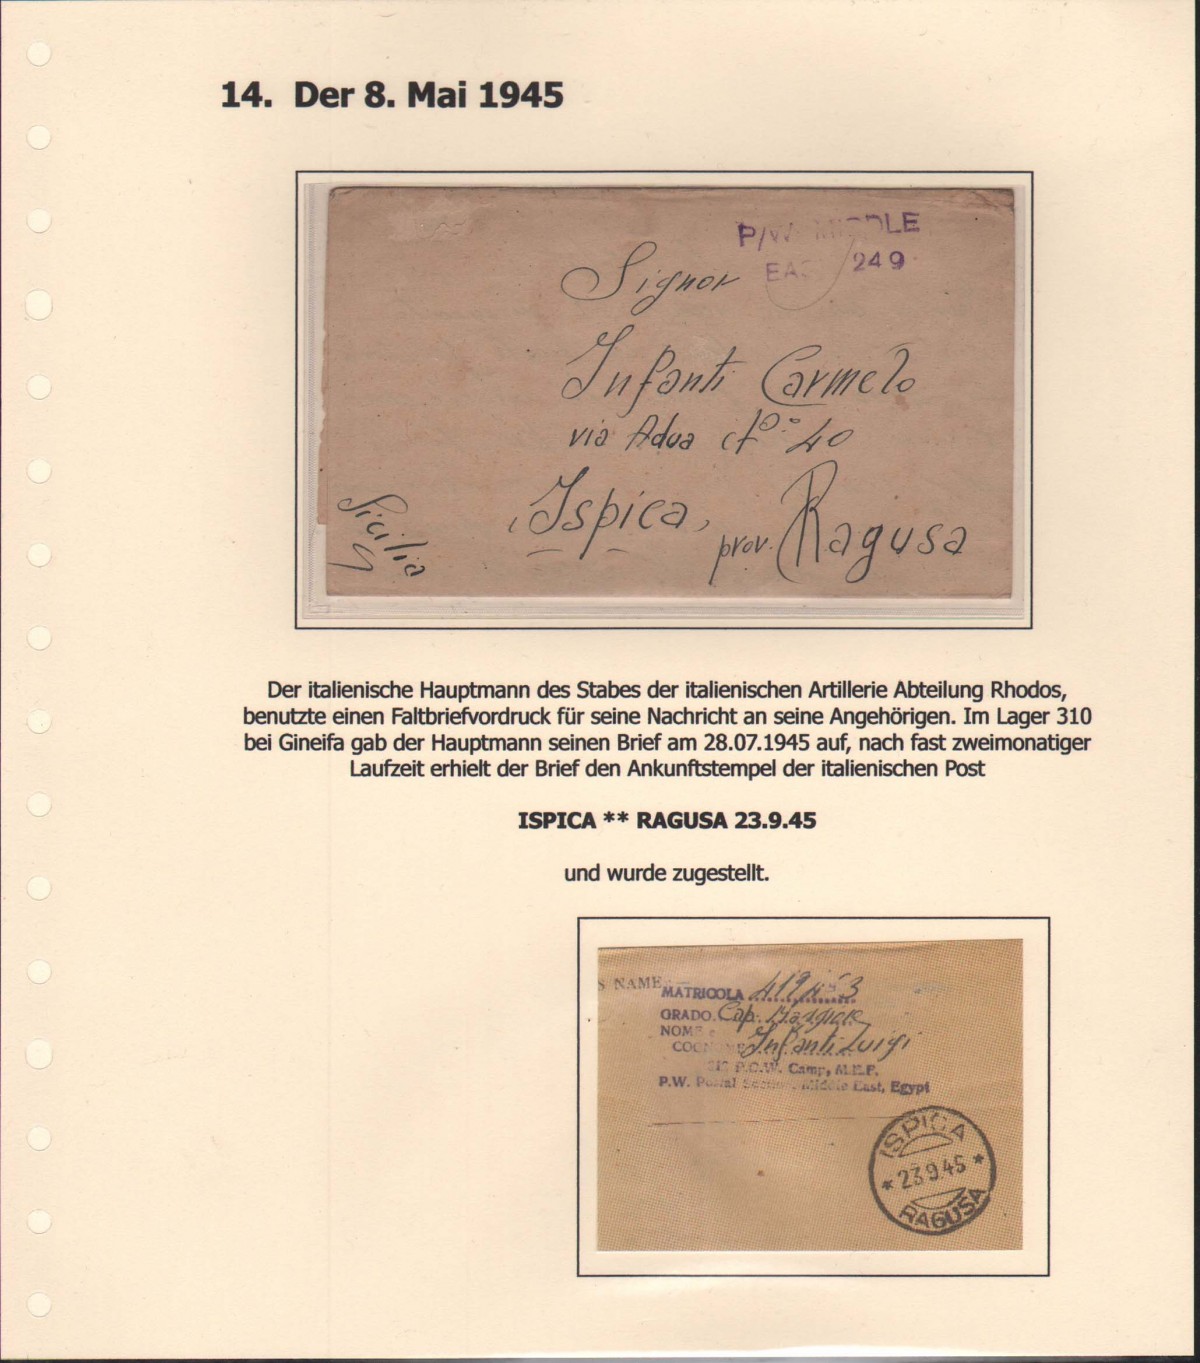 14. Der 8. Mai 1945
P/W MIDDLE
EAS 249
Signor
Infanti Carmelo
via Adua 40
Ispica, prov. Ragusa
Sicilia
Der italienische Hauptmann des Stabes der italienischen Artillerie Abteilung Rhodos,
benutzte einen Faltbriefvordruck für seine Nachricht an seine Angehörigen. Im Lager 310
bei Gineifa gab der Hauptmann seinen Brief am 28.07.1945 auf, nach fast zweimonatiger
Laufzeit erhielt der Brief den Ankunftstempel der italienischen Post
ISPICA ** RAGUSA 23.9.45
und wurde zugestellt.
S NAME
MATRICOLA
GRADO. Cap. Maggiore
NOME
Infanti Luigi
P.O.W. Camp, M.E.F.
P.W. Postal Section, Middle East, Egypt
ISPICA
* 23.9.45 *
RAGUSA